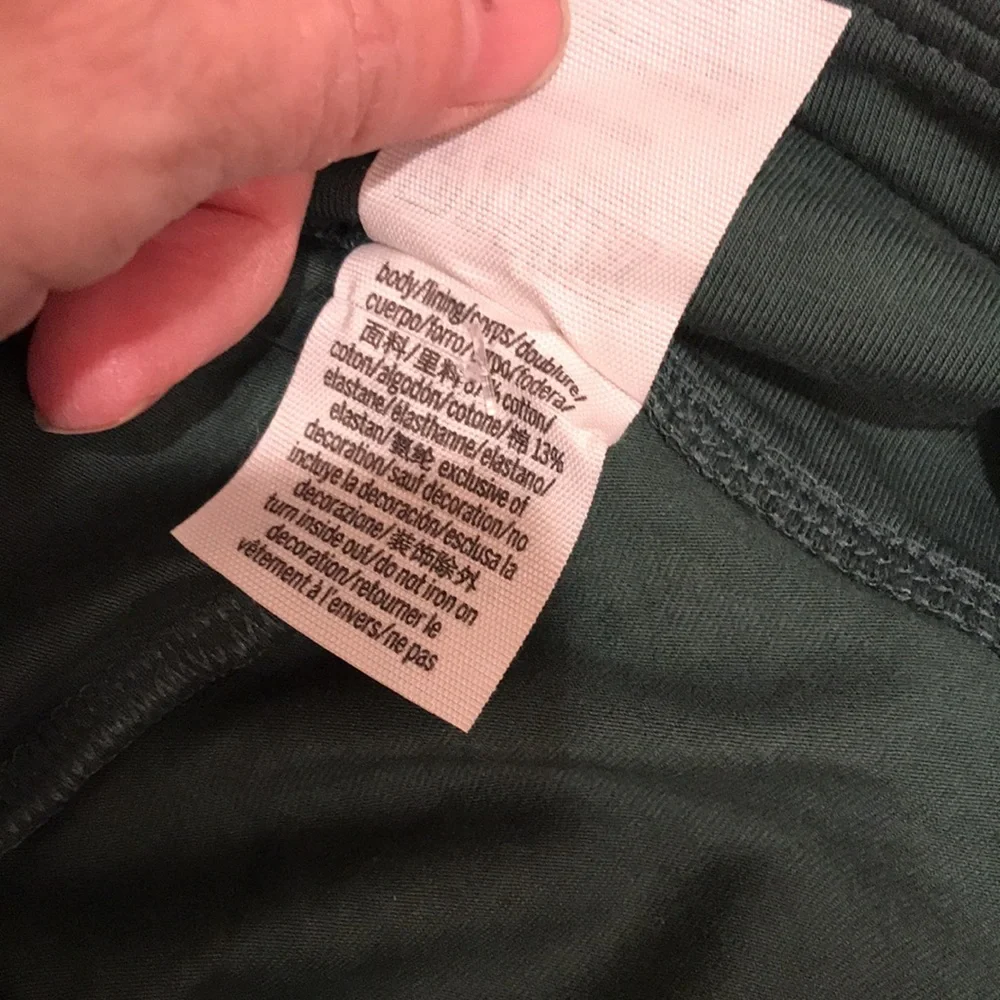 body/lining/corps/doublure/
cuerpo/forro/corpo/fodera/
面料/里料 87% cotton/
coton/algodón/cotone/棉 13%
elastane/élasthanne/elastano/
elastan/氨纶 exclusive of
decoration/sauf décoration/no
incluye la decoración/esclusa la
decorazione/装饰除外
turn inside out/do not iron on
decoration/retourner le
vêtement à l'envers/ne pas